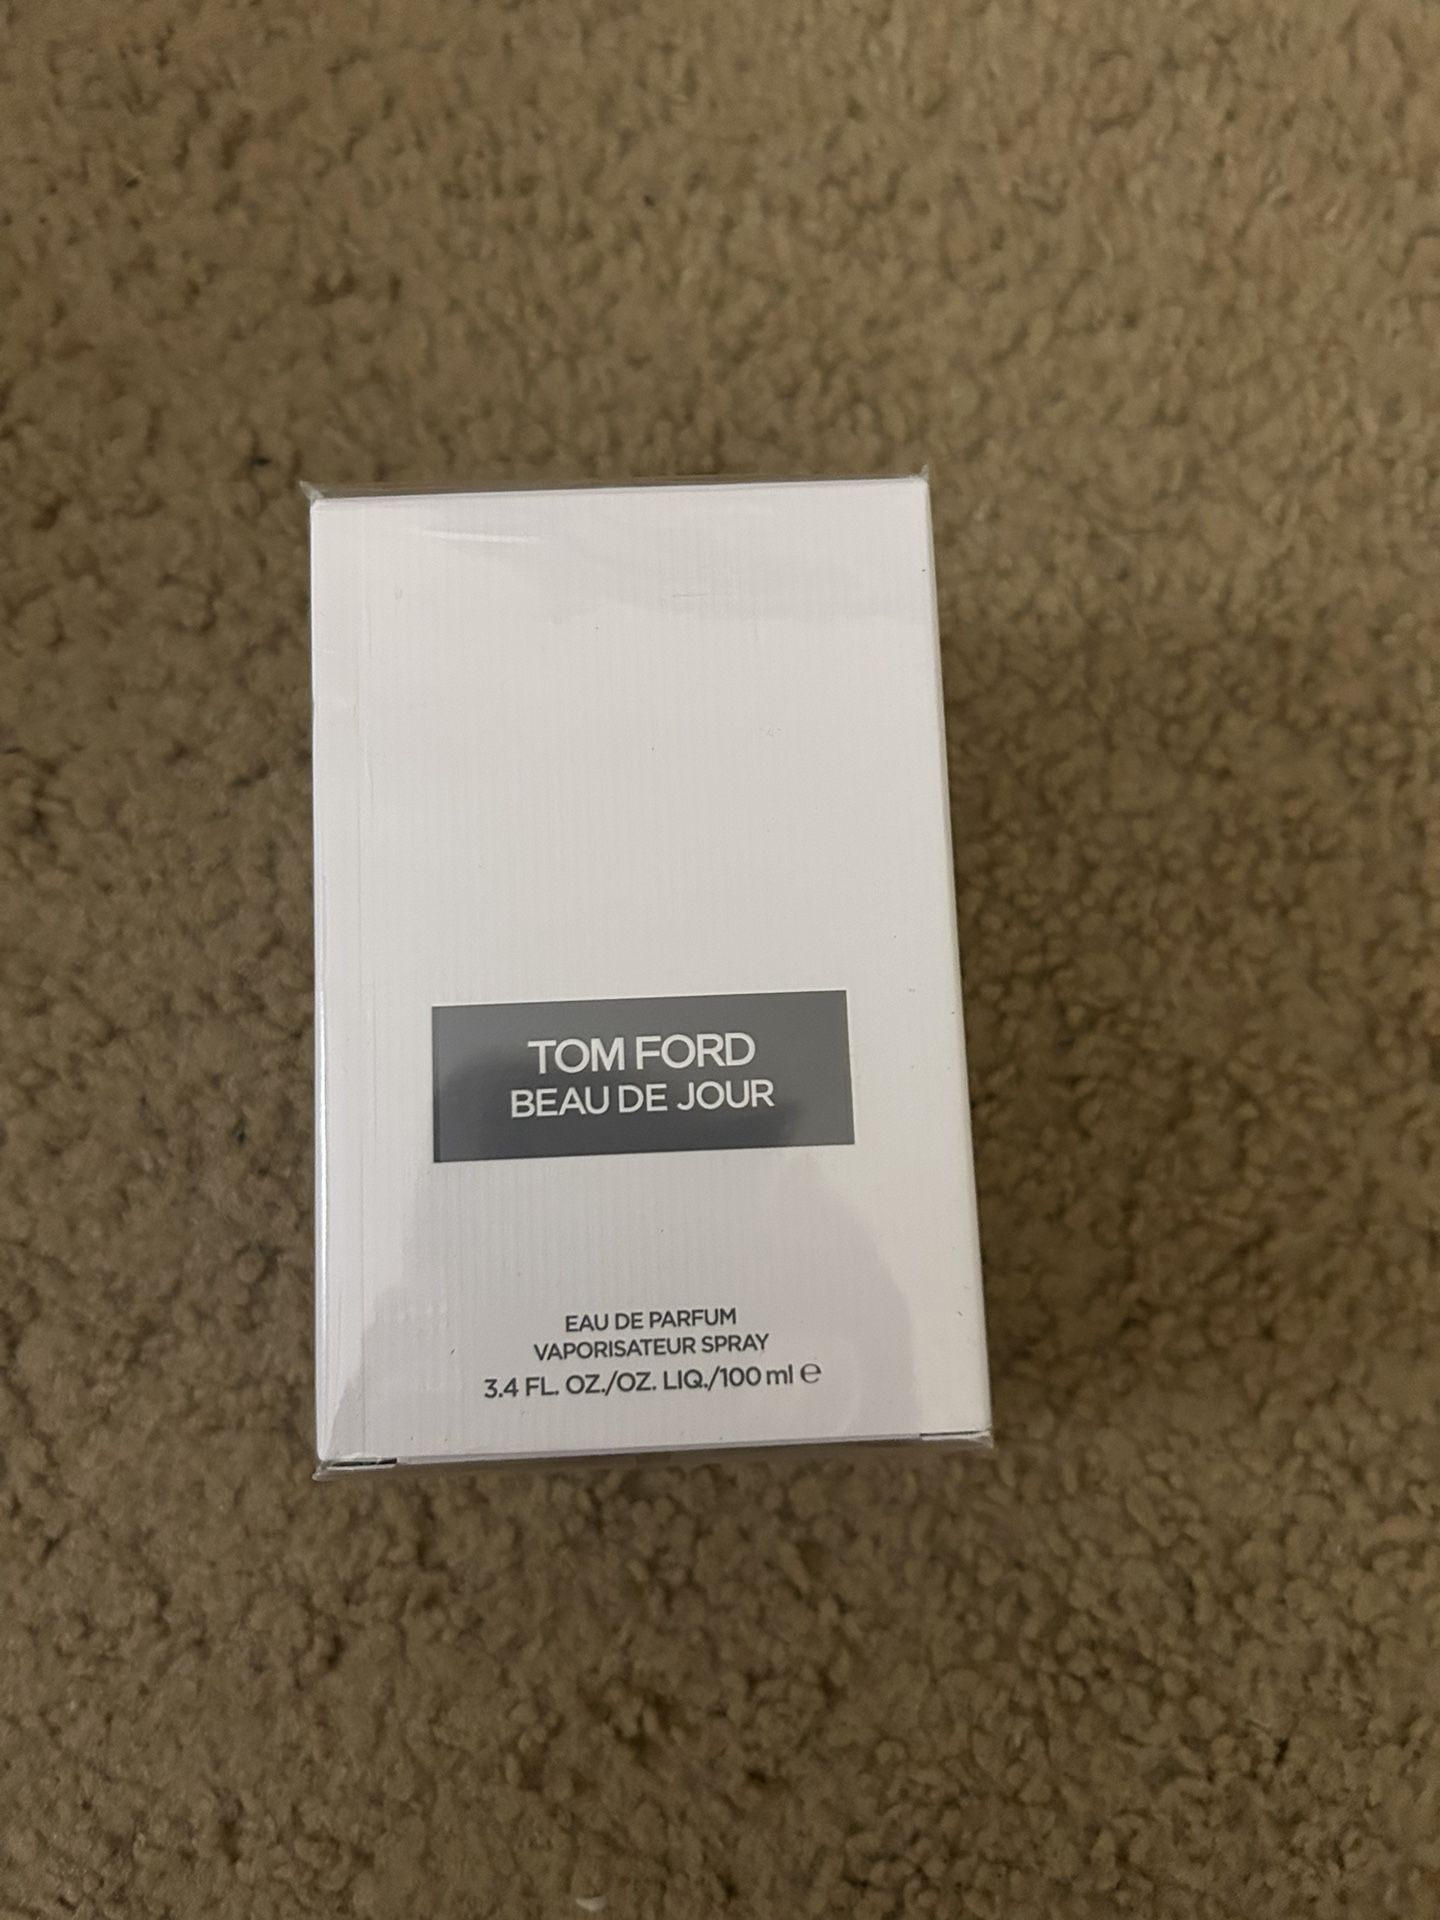 TOM FORD
BEAU DE JOUR
EAU DE PARFUM
VAPORISATEUR SPRAY
3.4 FL. OZ./OZ. LIQ./100 ml ℮